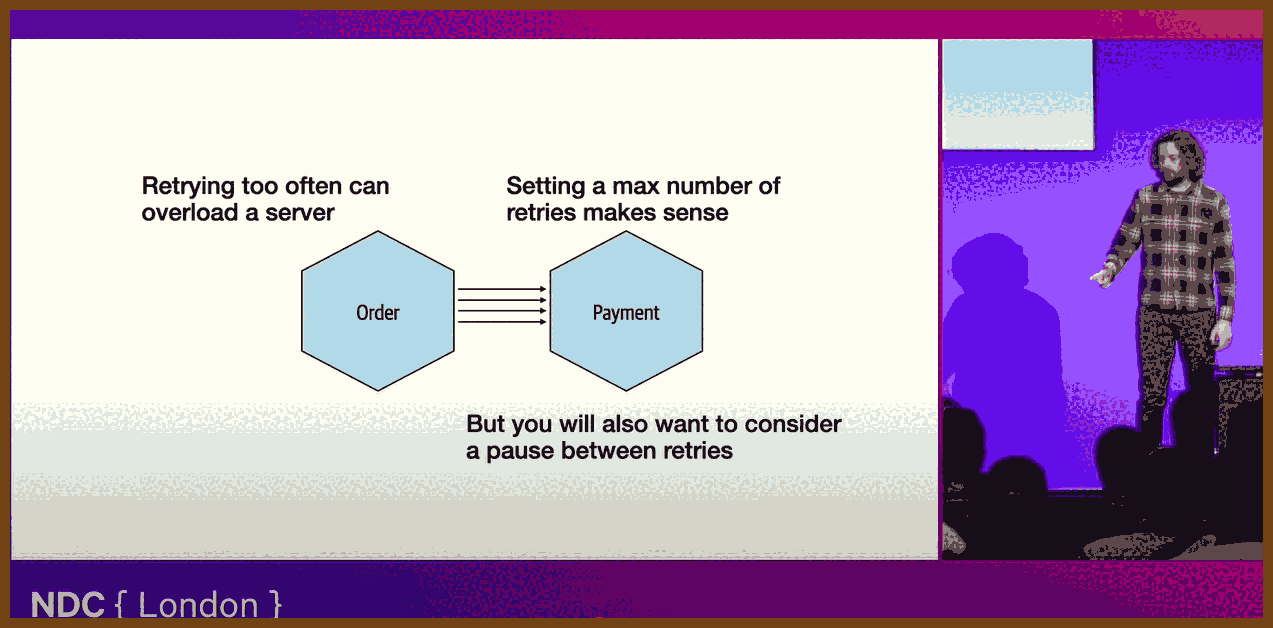 Retrying too often can
overload a server
Setting a max number of
retries makes sense
Order
Payment
But you will also want to consider
a pause between retries
NDC { London }